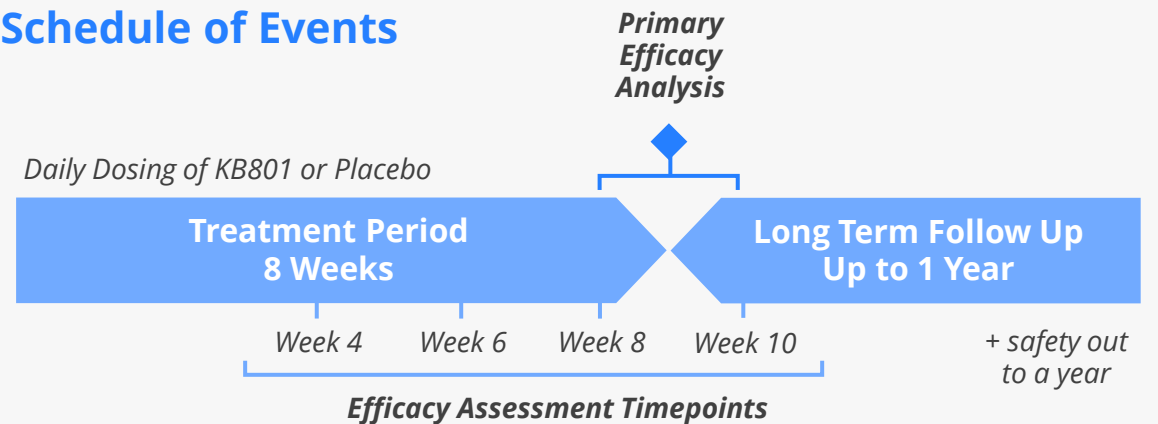 Schedule of Events
Primary
Efficacy
Analysis
Daily Dosing of KB801 or Placebo
Treatment Period
8 Weeks
Long Term Follow Up
Up to 1 Year
Week 4
Week 6
Week 8
Week 10
+ safety out
to a year
Efficacy Assessment Timepoints